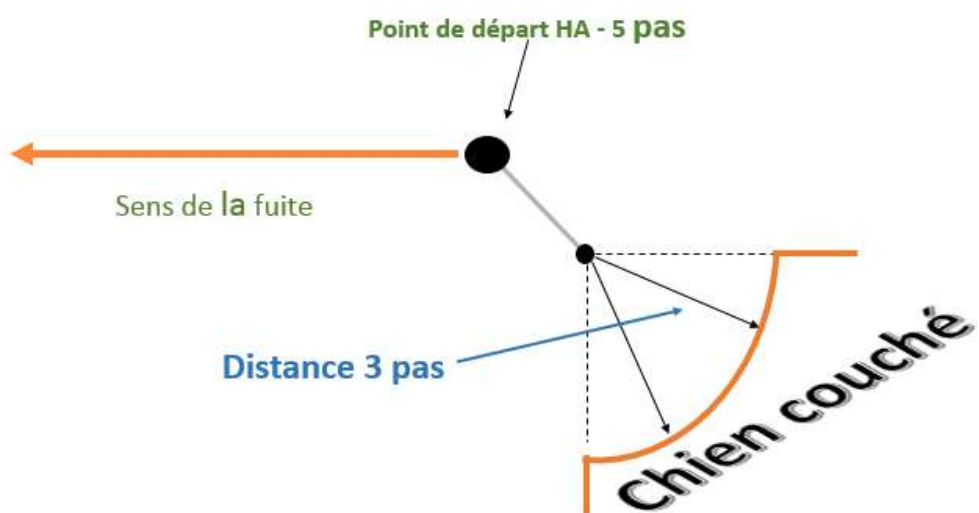 Point de départ HA - 5 pas
Sens de la fuite
Distance 3 pas
Chien couché